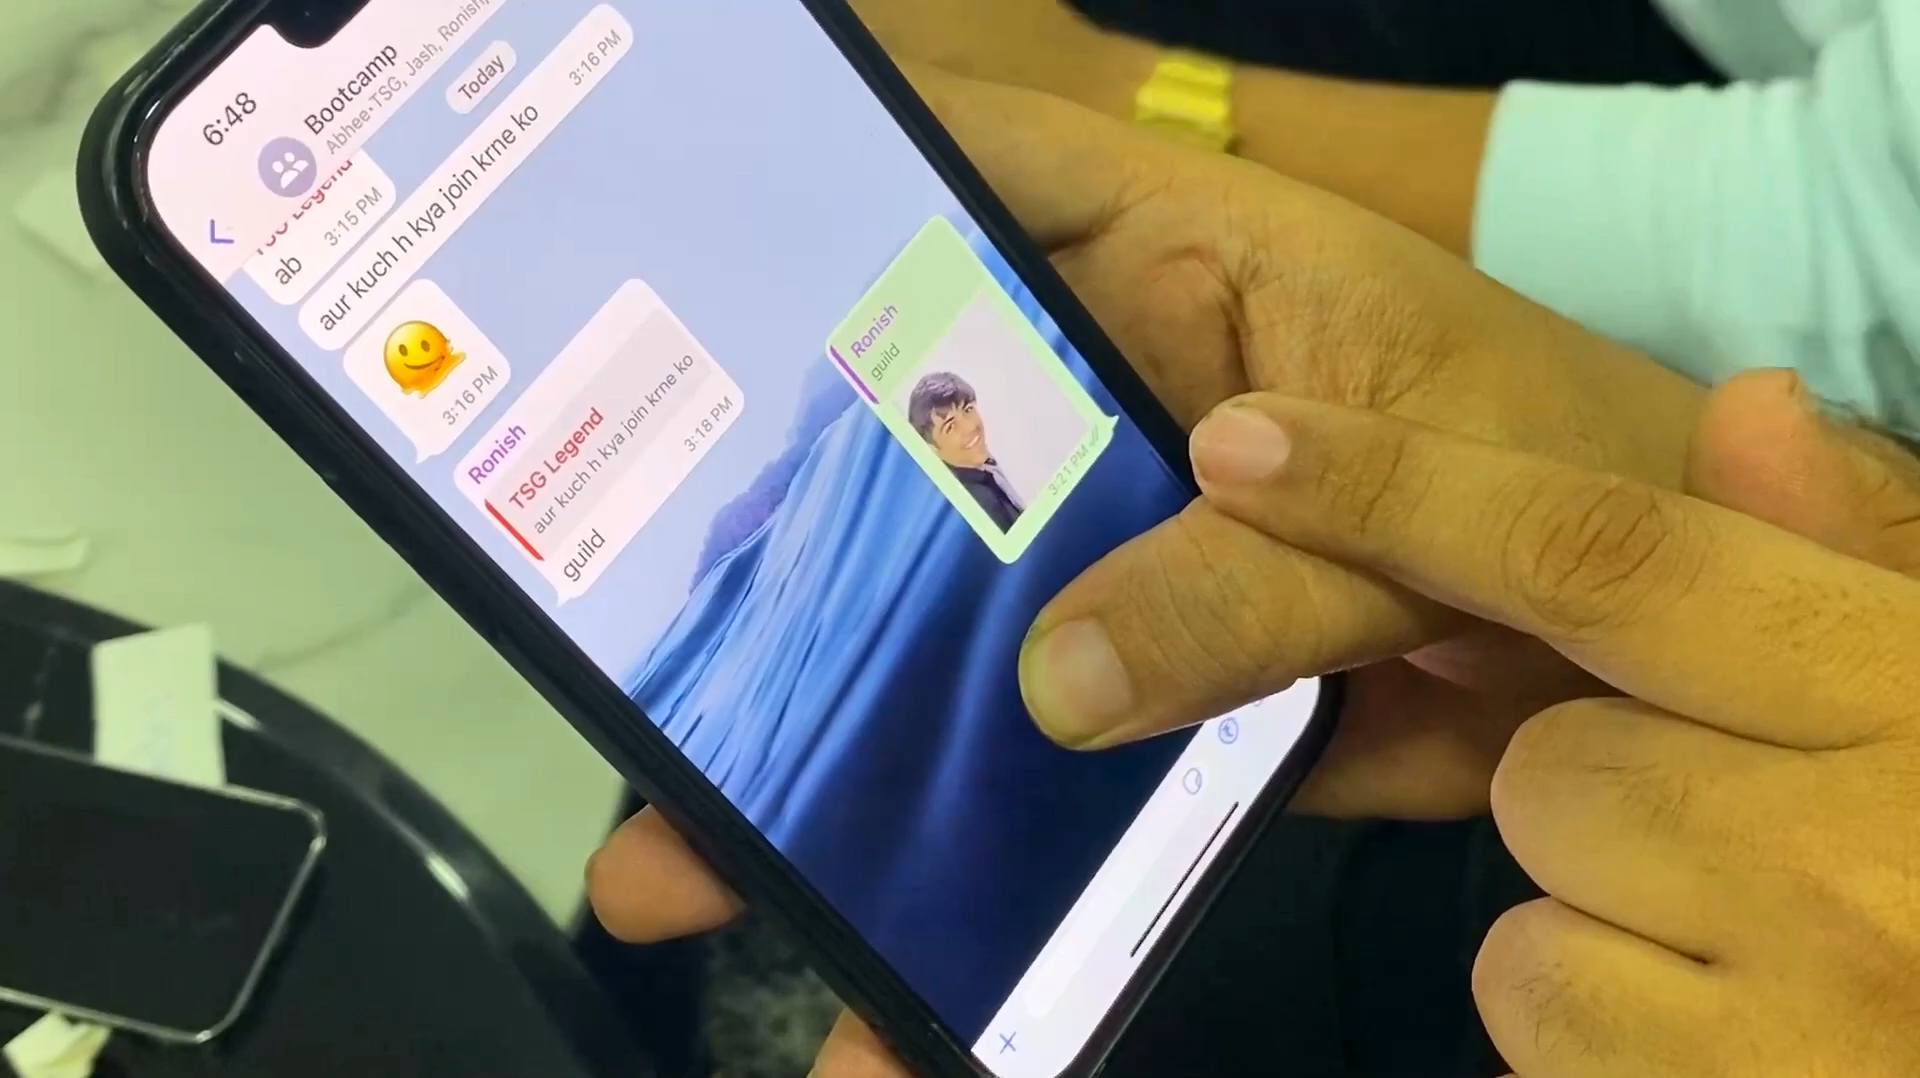 6:48
Bootcamp
Abhee-TSG, Jash, Ronish,
Today
TSG Legend
ab
3:15 PM
aur kuch h kya join krne ko
3:16 PM
3:16 PM
Ronish
TSG Legend
aur kuch h kya join krne ko
guild
3:18 PM
Ronish
guild
3:21 PM